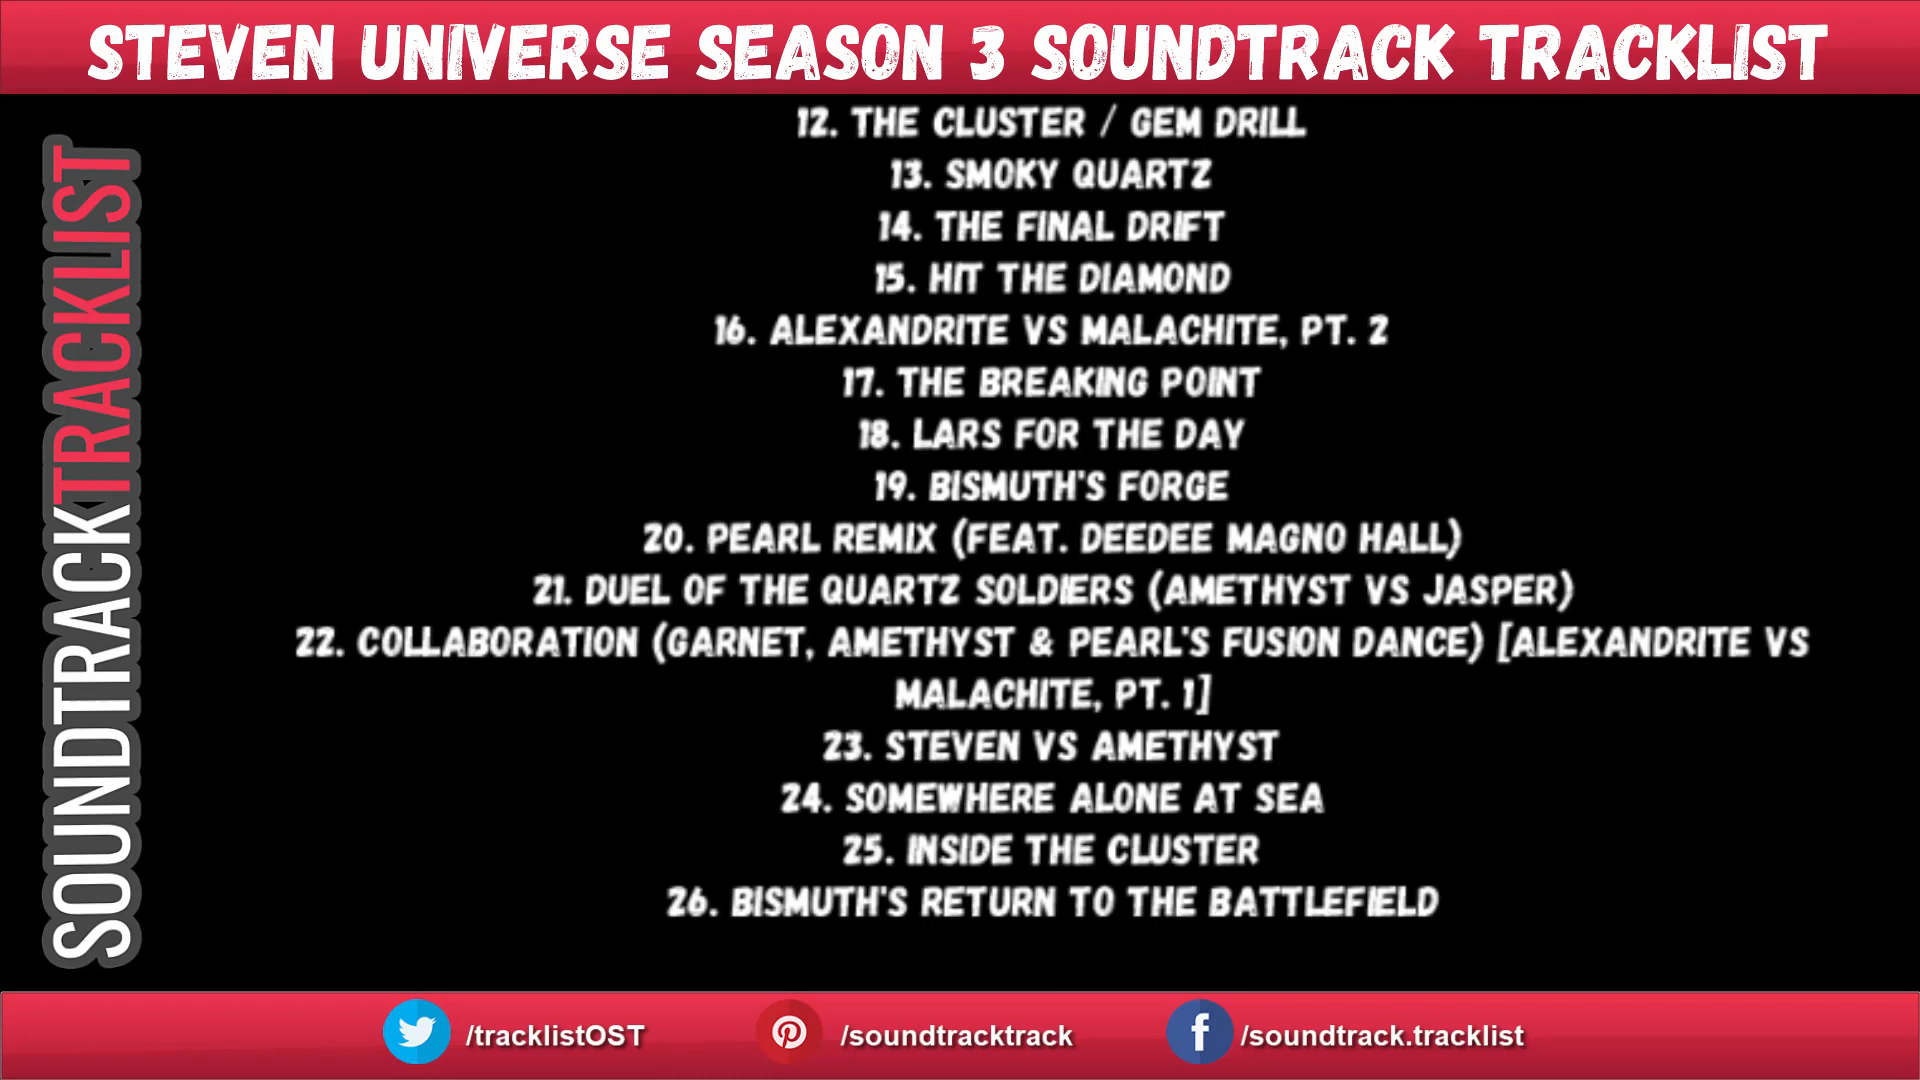 STEVEN UNIVERSE SEASON 3 SOUNDTRACK TRACKLIST
SOUNDTRACKTRACKLIST
12. THE CLUSTER / GEM DRILL
13. SMOKY QUARTZ
14. THE FINAL DRIFT
15. HIT THE DIAMOND
16. ALEXANDRITE VS MALACHITE, PT. 2
17. THE BREAKING POINT
18. LARS FOR THE DAY
19. BISMUTH'S FORGE
20. PEARL REMIX (FEAT. DEEDEE MAGNO HALL)
21. DUEL OF THE QUARTZ SOLDIERS (AMETHYST VS JASPER)
22. COLLABORATION (GARNET, AMETHYST & PEARL'S FUSION DANCE) [ALEXANDRITE VS
MALACHITE, PT. 1]
23. STEVEN VS AMETHYST
24. SOMEWHERE ALONE AT SEA
25. INSIDE THE CLUSTER
26. BISMUTH'S RETURN TO THE BATTLEFIELD
/tracklistOST
/soundtracktrack
/soundtrack.tracklist